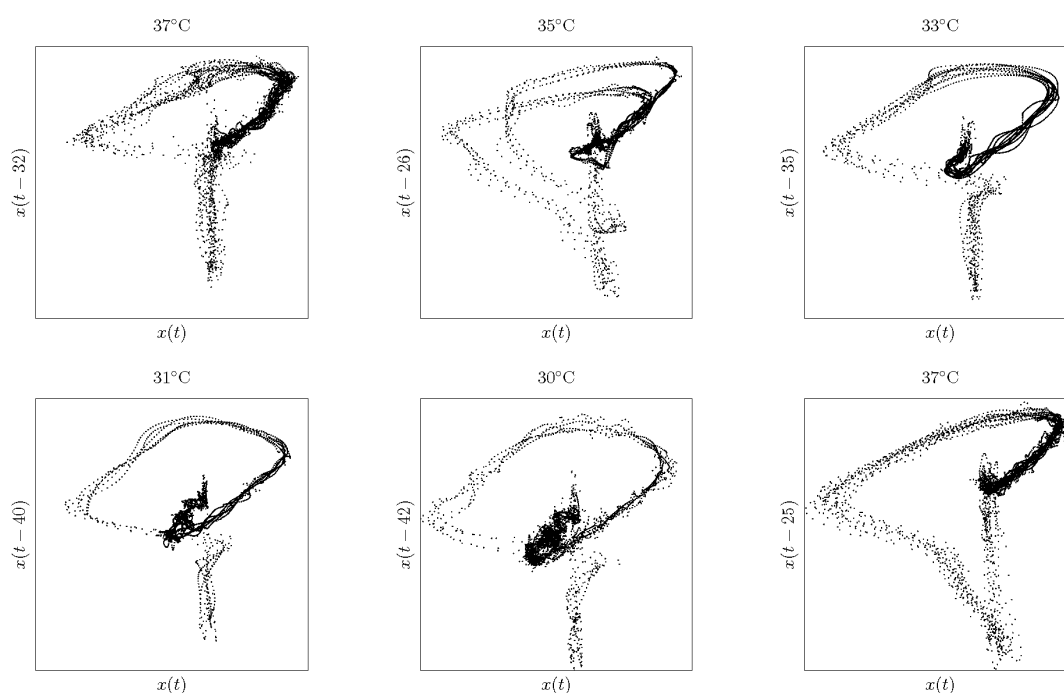 37°C
35°C
33°C
x(t − 32)
x(t − 26)
x(t − 35)
x(t)
x(t)
x(t)
31°C
30°C
37°C
x(t − 40)
x(t − 42)
x(t − 25)
x(t)
x(t)
x(t)